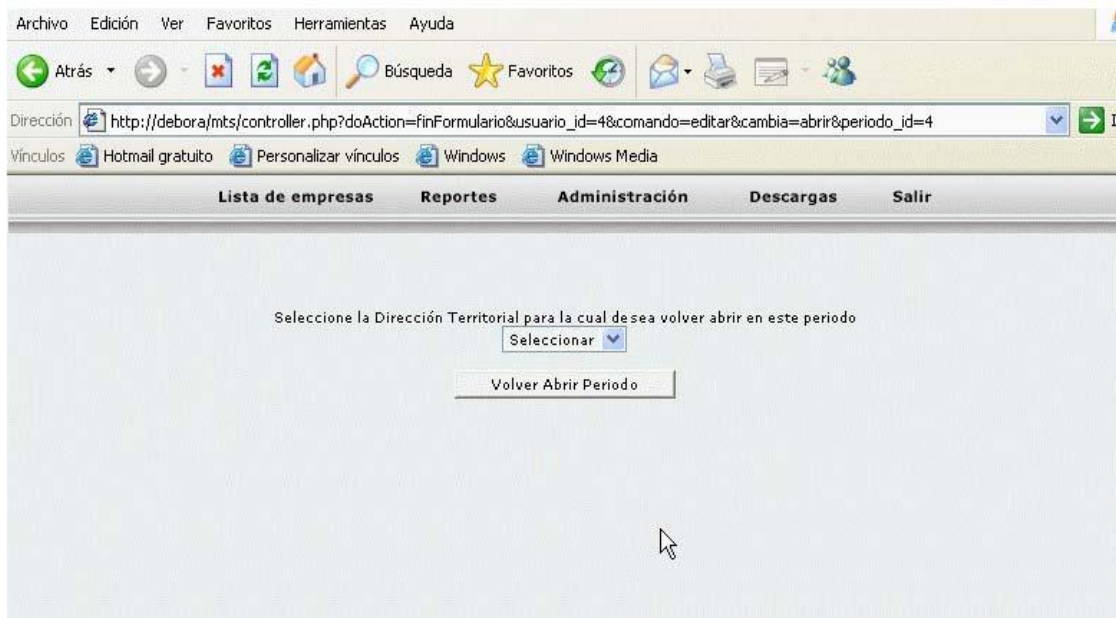 Archivo Edición Ver Favoritos Herramientas Ayuda
Atrás Búsqueda Favoritos
Dirección http://debora/mts/controller.php?doAction=finFormulario&usuario_id=4&comando=editar&cambia=abrir&periodo_id=4
Vínculos Hotmail gratuito Personalizar vínculos Windows Windows Media
Lista de empresas Reportes Administración Descargas Salir
Seleccione la Dirección Territorial para la cual desea volver abrir en este periodo
Seleccionar
Volver Abrir Periodo